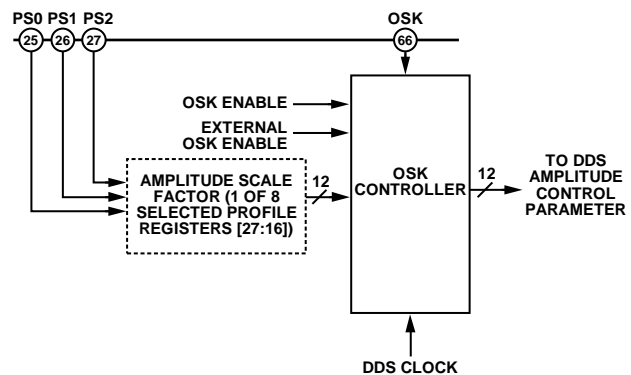 PS0 PS1 PS2 OSK
25 26 27 66
OSK ENABLE
EXTERNAL
OSK ENABLE
AMPLITUDE SCALE
FACTOR (1 OF 8
SELECTED PROFILE
REGISTERS [27:16])
12
OSK
CONTROLLER
12
TO DDS
AMPLITUDE
CONTROL
PARAMETER
DDS CLOCK